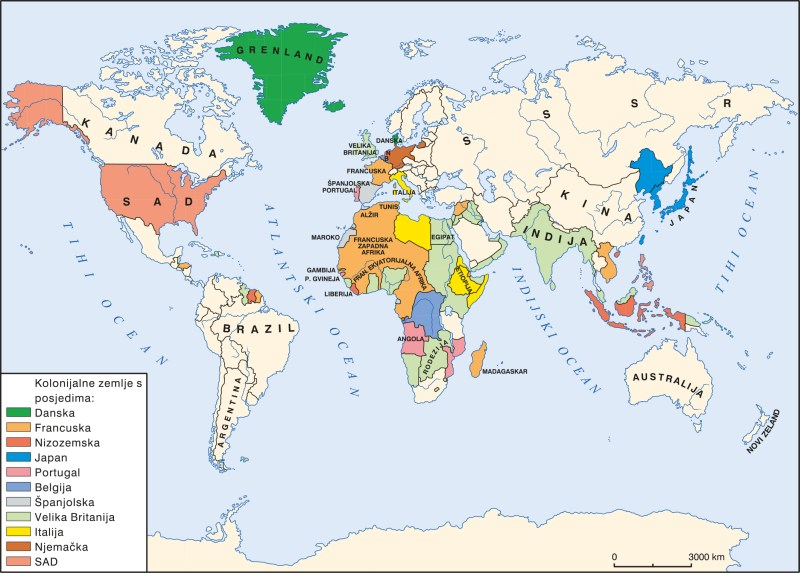 GRENLAND
KANADA
SSSR
DANSKA
VELIKA
BRITANIJA
N
B
FRANCUSKA
ŠPANJOLSKA
PORTUGAL
ITALIJA
SAD
KINA
JAPAN
TUNIS
ALŽIR
MAROKO
EGIPAT
INDIJA
FRANCUSKA
ZAPADNA
AFRIKA
FRAN. EKVATORIJALNA AFRIKA
ETIOPIJA
GAMBIJA
P. GVINEJA
LIBERIJA
TIHI OCEAN
ATLANTSKI OCEAN
INDIJSKI OCEAN
TIHI OCEAN
BRAZIL
ANGOLA
RODEZIJA
MADAGASKAR
AUSTRALIJA
ARGENTINA
NOVI ZELAND
Kolonijalne zemlje s
posjedima:
Danska
Francuska
Nizozemska
Japan
Portugal
Belgija
Španjolska
Velika Britanija
Italija
Njemačka
SAD
0 3000 km